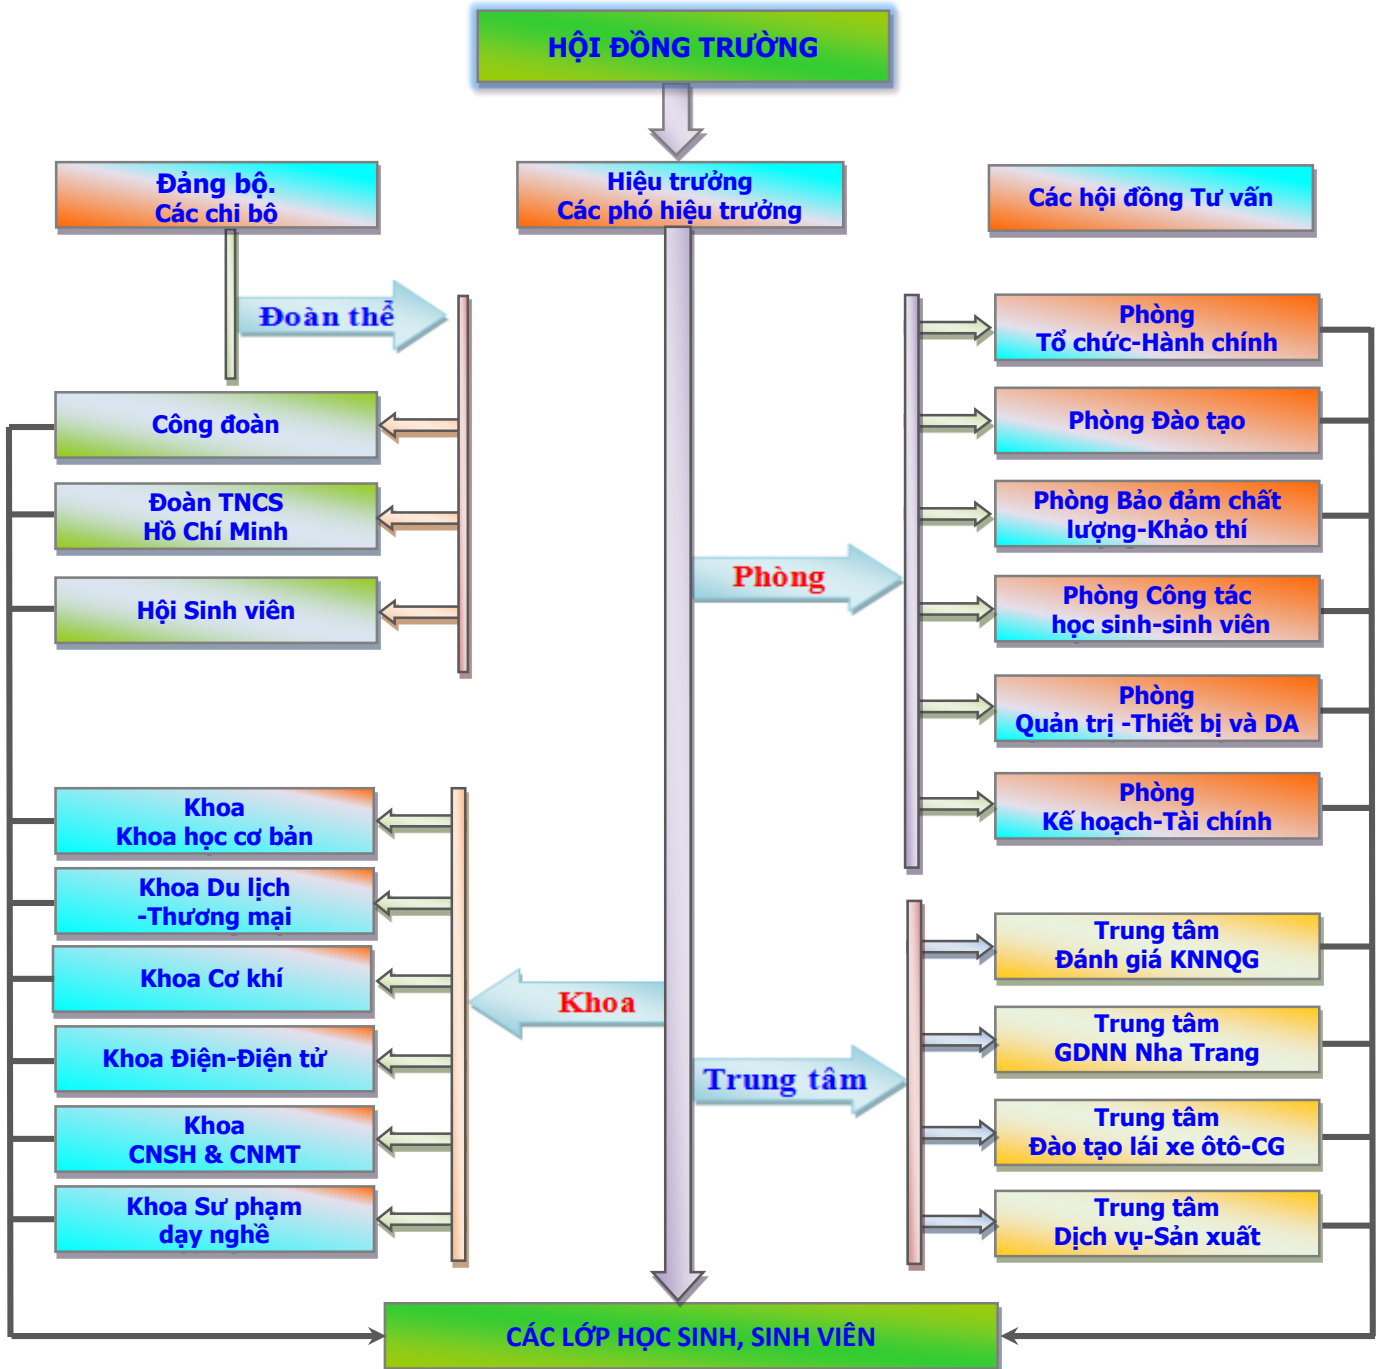 HỘI ĐỒNG TRƯỜNG
Đảng bộ.
Các chi bộ
Hiệu trưởng
Các phó hiệu trưởng
Các hội đồng Tư vấn
Đoàn thể
Công đoàn
Đoàn TNCS
Hồ Chí Minh
Hội Sinh viên
Phòng
Phòng
Tổ chức-Hành chính
Phòng Đào tạo
Phòng Bảo đảm chất
lượng-Khảo thí
Phòng Công tác
học sinh-sinh viên
Phòng
Quản trị -Thiết bị và DA
Phòng
Kế hoạch-Tài chính
Khoa
Khoa học cơ bản
Khoa Du lịch
-Thương mại
Khoa Cơ khí
Khoa Điện-Điện tử
Khoa
CNSH & CNMT
Khoa Sư phạm
dạy nghề
Khoa
Trung tâm
Trung tâm
Đánh giá KNNQG
Trung tâm
GDNN Nha Trang
Trung tâm
Đào tạo lái xe ôtô-CG
Trung tâm
Dịch vụ-Sản xuất
CÁC LỚP HỌC SINH, SINH VIÊN